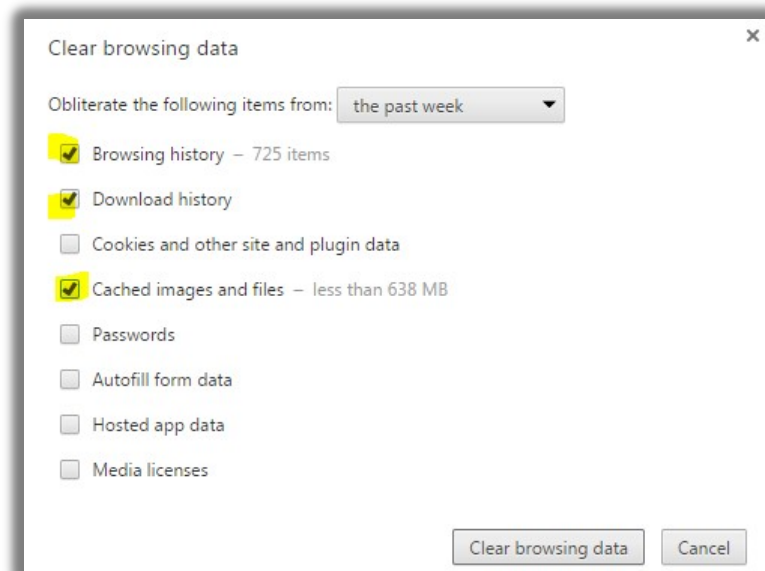 Clear browsing data
Obliterate the following items from: the past week
Browsing history – 725 items
Download history
Cookies and other site and plugin data
Cached images and files – less than 638 MB
Passwords
Autofill form data
Hosted app data
Media licenses
Clear browsing data Cancel